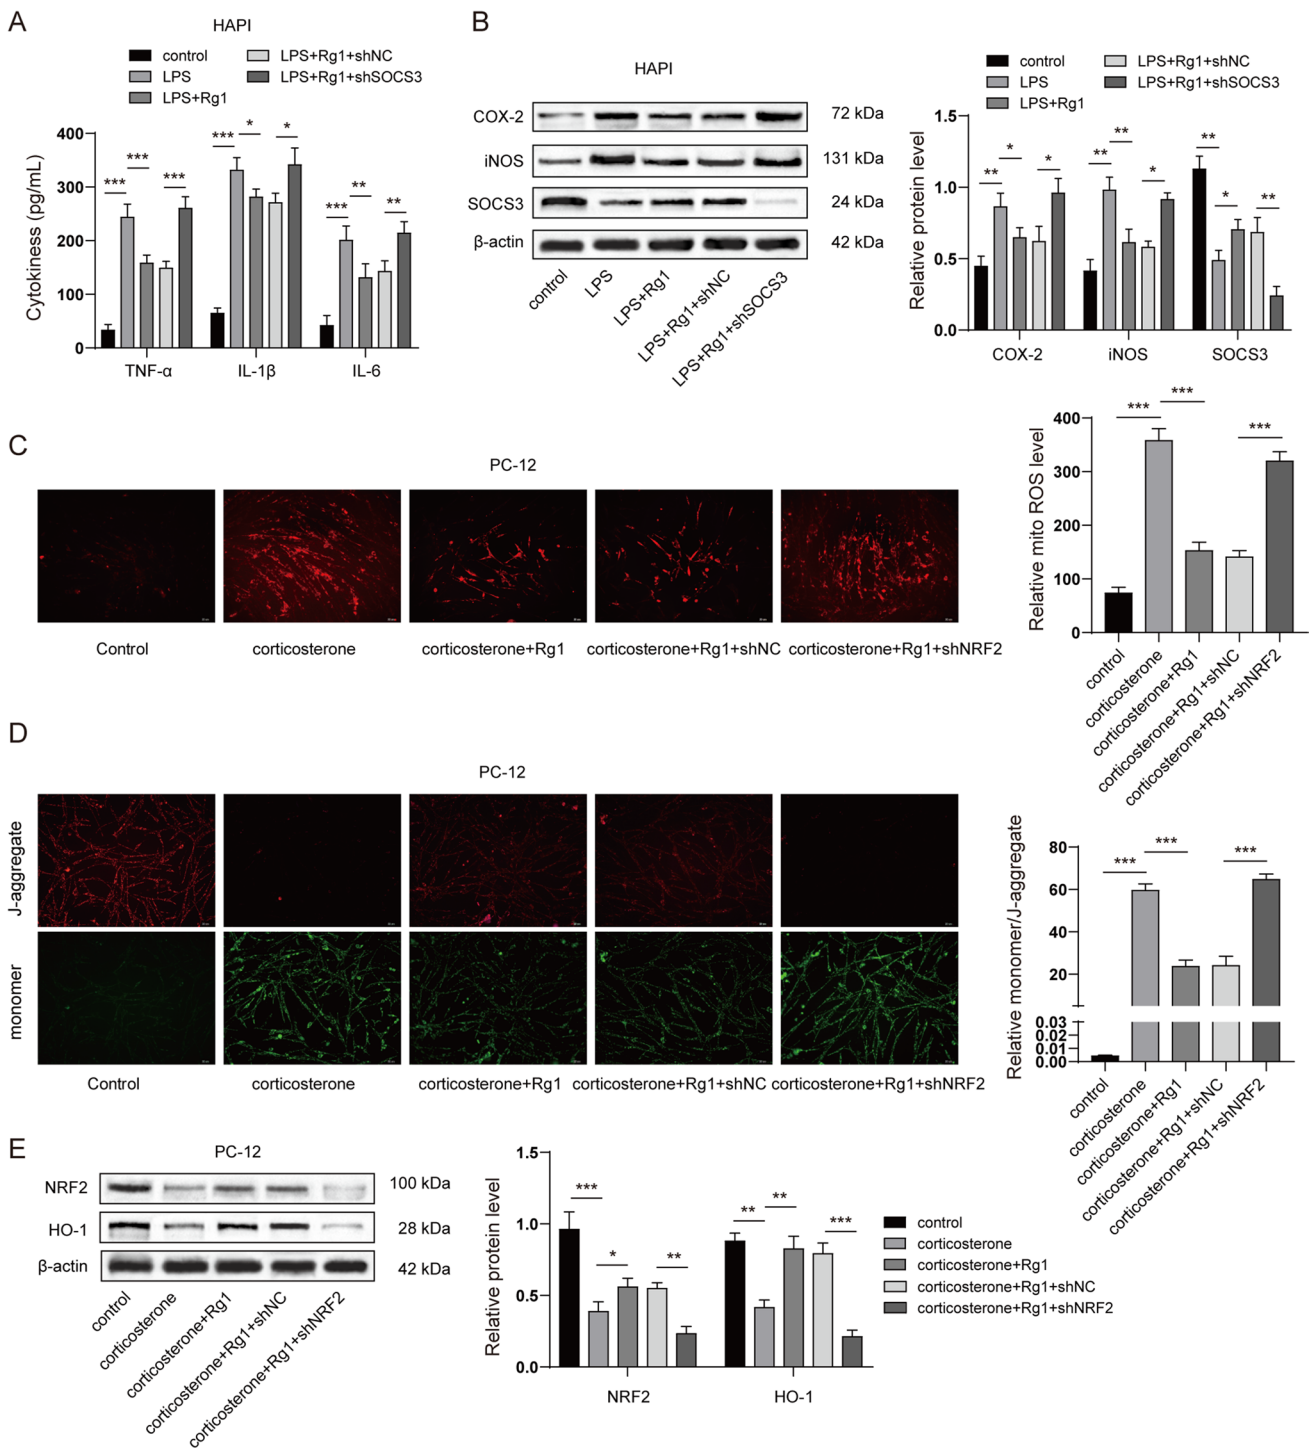 A
HAPI
control
LPS
LPS+Rg1
LPS+Rg1+shNC
LPS+Rg1+shSOCS3
Cytokiness (pg/mL)
400
300
200
100
0
*** *** ***
*** * *
*** ** **
TNF-α IL-1β IL-6
B
HAPI
COX-2 72 kDa
iNOS 131 kDa
SOCS3 24 kDa
β-actin 42 kDa
control
LPS
LPS+Rg1
LPS+Rg1+shNC
LPS+Rg1+shSOCS3
control
LPS
LPS+Rg1
LPS+Rg1+shNC
LPS+Rg1+shSOCS3
Relative protein level
1.5
1.0
0.5
0.0
** * *
** ** *
** * **
COX-2 iNOS SOCS3
C
PC-12
Control corticosterone corticosterone+Rg1 corticosterone+Rg1+shNC corticosterone+Rg1+shNRF2
Relative mito ROS level
400
300
200
100
0
*** *** ***
control
corticosterone
corticosterone+Rg1
corticosterone+Rg1+shNC
corticosterone+Rg1+shNRF2
D
PC-12
J-aggregate
monomer
Control corticosterone corticosterone+Rg1 corticosterone+Rg1+shNC corticosterone+Rg1+shNRF2
Relative monomer/J-aggregate
80
60
40
20
0.03
0.02
0.01
0.00
*** *** ***
control
corticosterone
corticosterone+Rg1
corticosterone+Rg1+shNC
corticosterone+Rg1+shNRF2
E
PC-12
NRF2 100 kDa
HO-1 28 kDa
β-actin 42 kDa
control
corticosterone
corticosterone+Rg1
corticosterone+Rg1+shNC
corticosterone+Rg1+shNRF2
Relative protein level
1.5
1.0
0.5
0.0
*** * **
** ** ***
NRF2 HO-1
control
corticosterone
corticosterone+Rg1
corticosterone+Rg1+shNC
corticosterone+Rg1+shNRF2